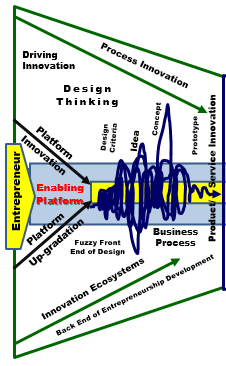 Driving
Innovation
Process Innovation
Design
Thinking
Platform
Innovation
Design
Criteria
Idea
Concept
Prototype
Product / Service Innovation
Entrepreneur
Enabling
Platform
Platform
Up-gradation
Fuzzy Front
End of Design
Business
Process
Innovation Ecosystems
Back End of Entrepreneurship Development